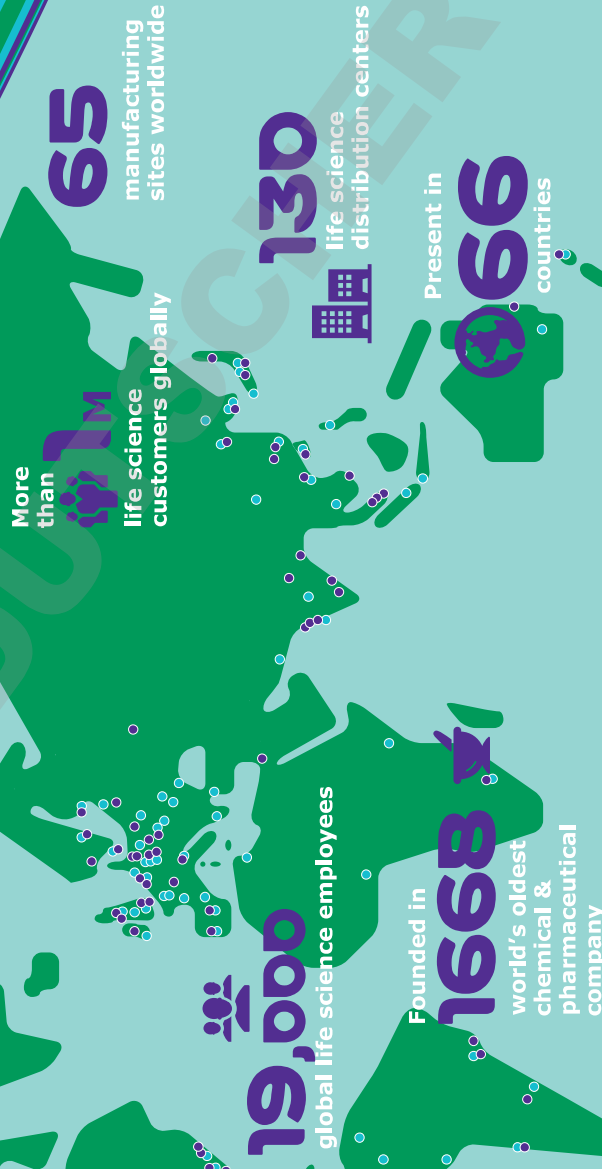 More
than
1M
life science
customers globally
65
manufacturing
sites worldwide
19,000
global life science employees
130
life science
distribution centers
Present in
66
countries
Founded in
1668
world's oldest
chemical &
pharmaceutical
company